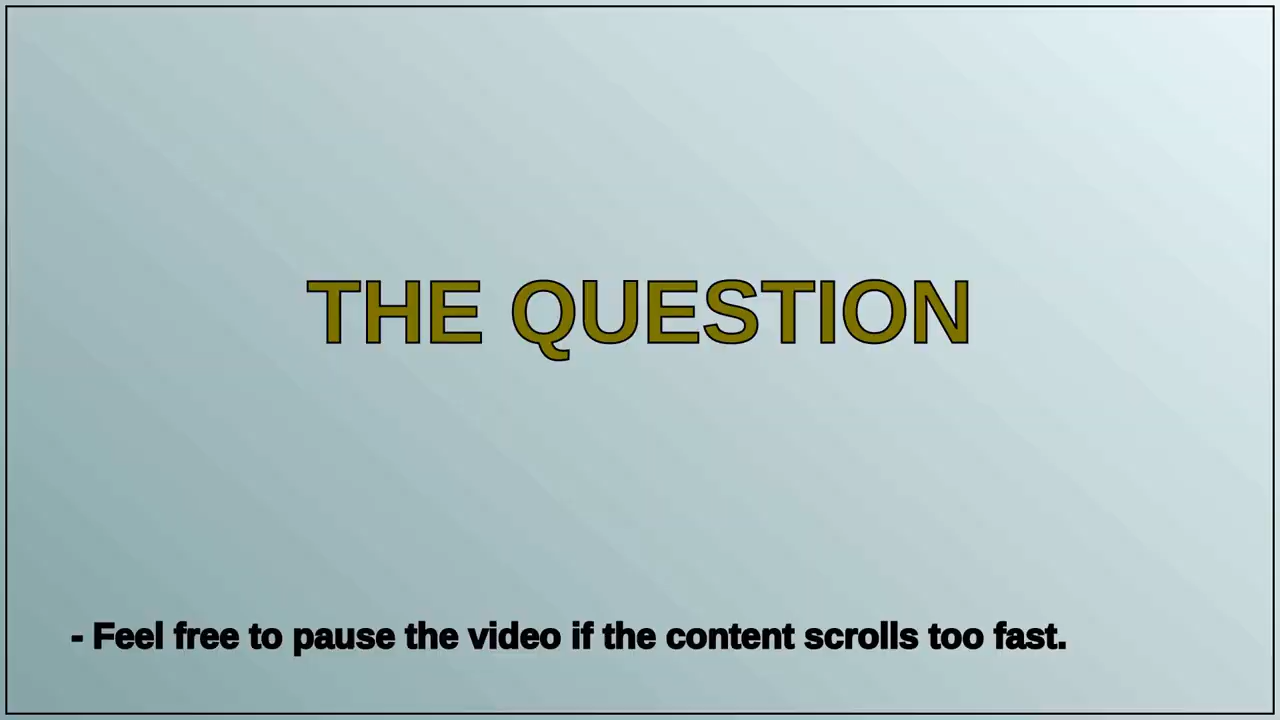 THE QUESTION
- Feel free to pause the video if the content scrolls too fast.